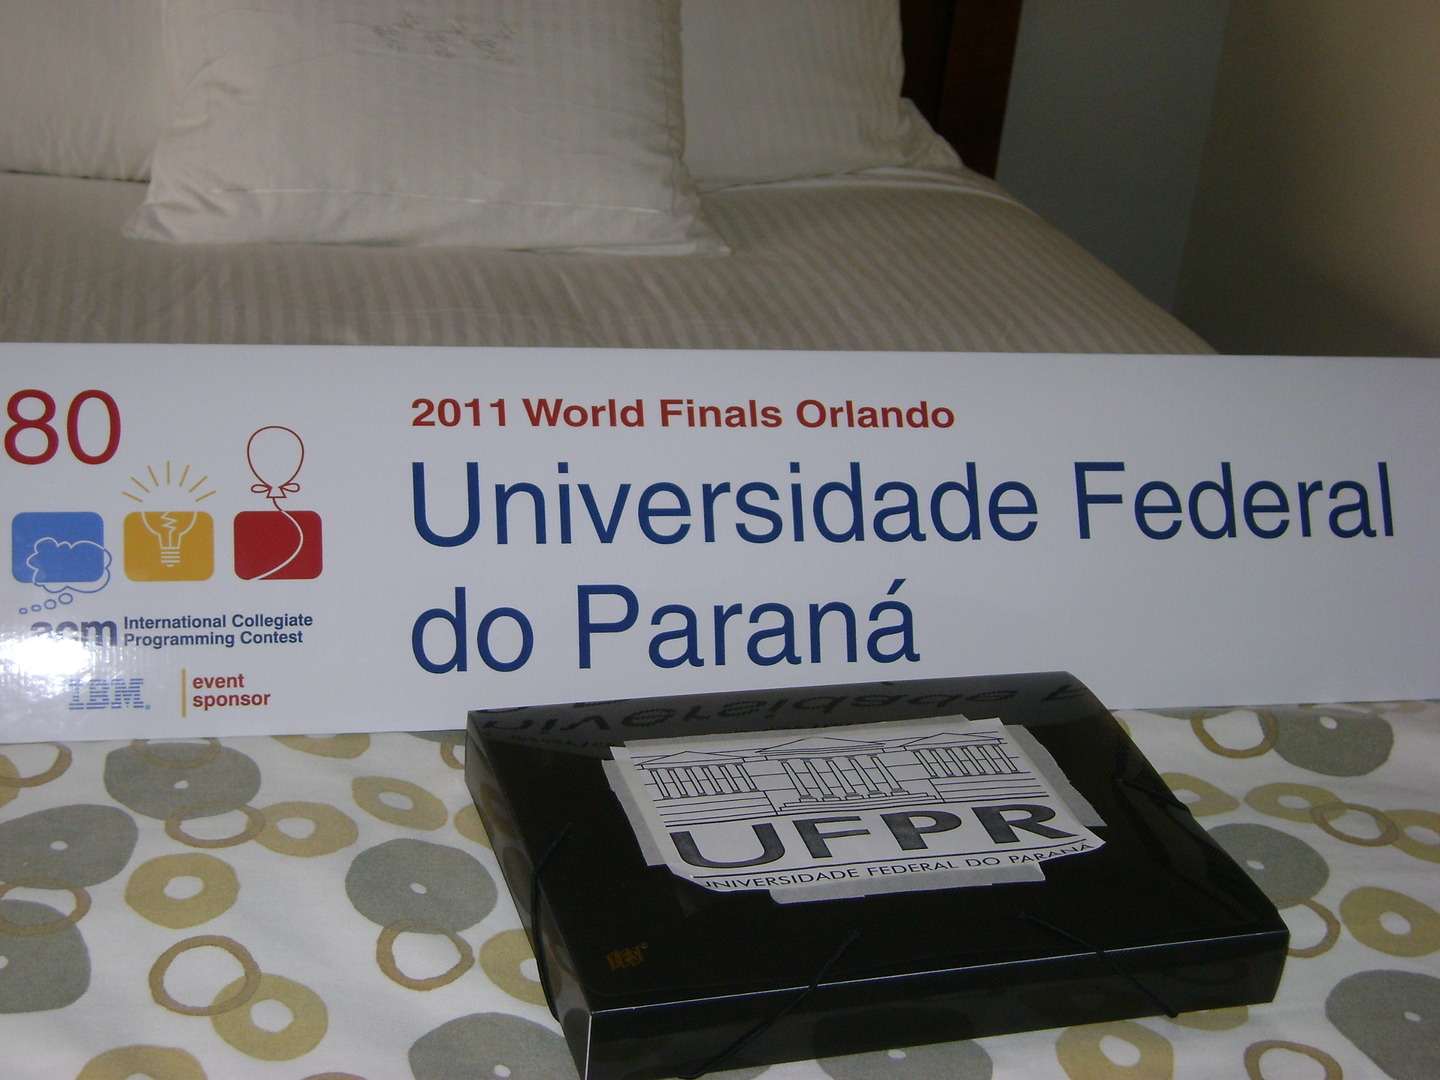 80
2011 World Finals Orlando
Universidade Federal
do Paraná
acm International Collegiate
Programming Contest
IBM. event
sponsor
UFPR
UNIVERSIDADE FEDERAL DO PARANÁ
YES